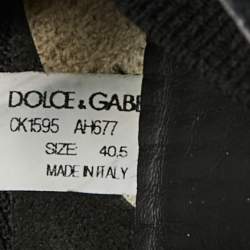 DOLCE & GABB
CK1595 AH677
SIZE: 40,5
MADE IN ITALY